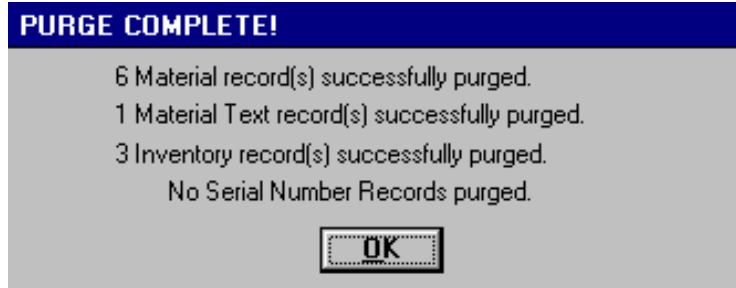 PURGE COMPLETE!
6 Material record(s) successfully purged.
1 Material Text record(s) successfully purged.
3 Inventory record(s) successfully purged.
No Serial Number Records purged.
OK